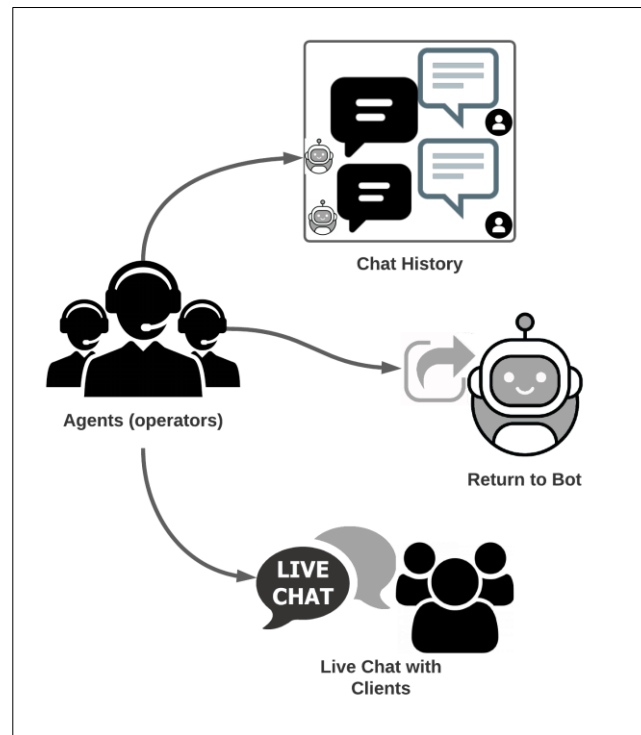 Chat History
Agents (operators)
Return to Bot
LIVE
CHAT
Live Chat with
Clients